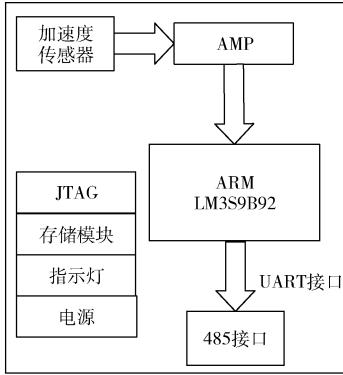 加速度
传感器
AMP
ARM
LM3S9B92
JTAG
存储模块
指示灯
电源
UART接口
485接口